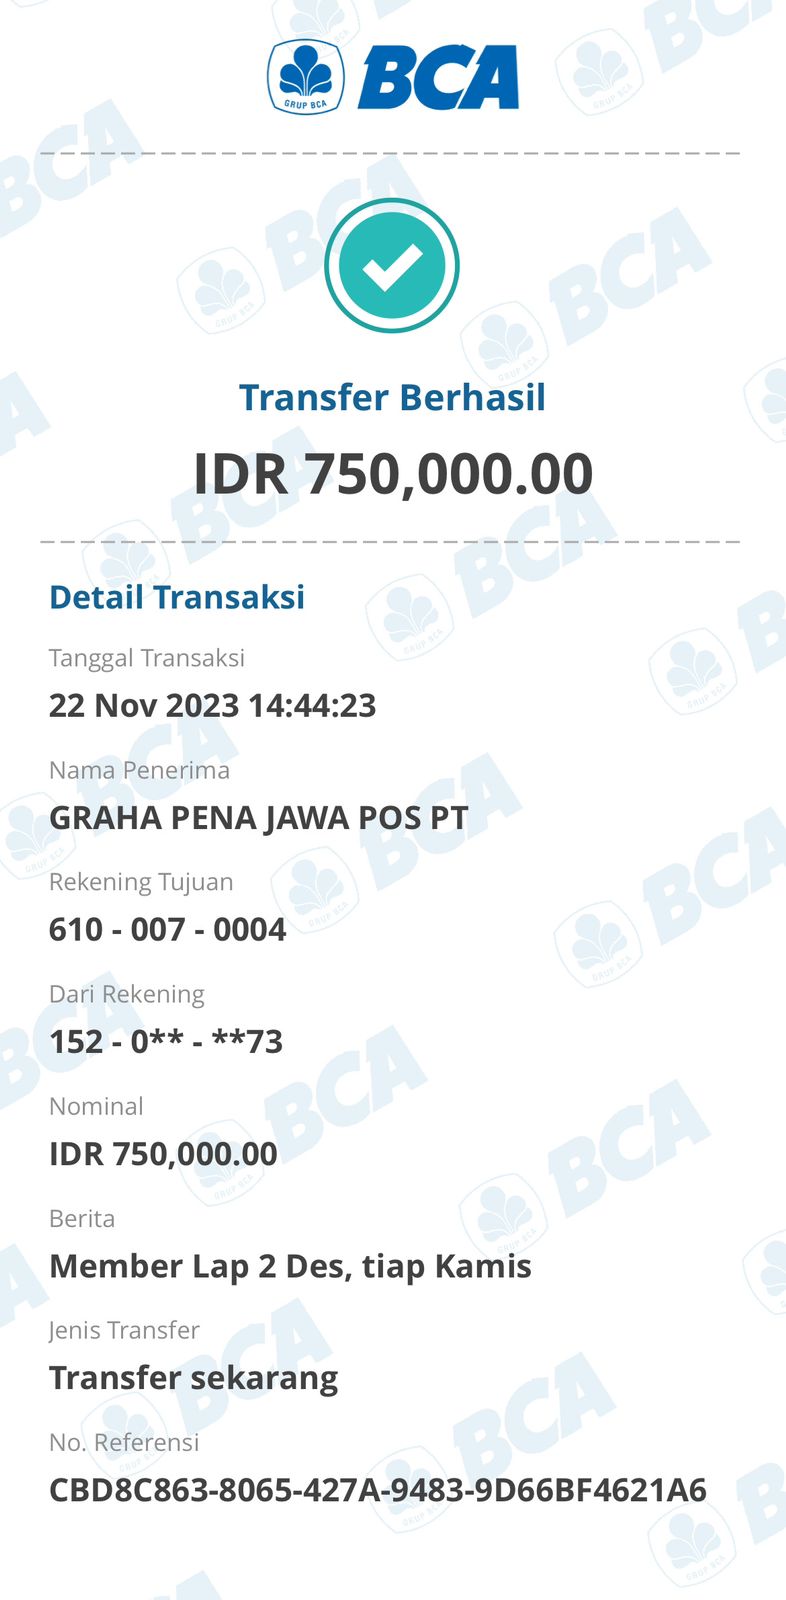 GRUP BCA
BCA
Transfer Berhasil
IDR 750,000.00
Detail Transaksi
Tanggal Transaksi
22 Nov 2023 14:44:23
Nama Penerima
GRAHA PENA JAWA POS PT
Rekening Tujuan
610 - 007 - 0004
Dari Rekening
152 - 0** - **73
Nominal
IDR 750,000.00
Berita
Member Lap 2 Des, tiap Kamis
Jenis Transfer
Transfer sekarang
No. Referensi
CBD8C863-8065-427A-9483-9D66BF4621A6